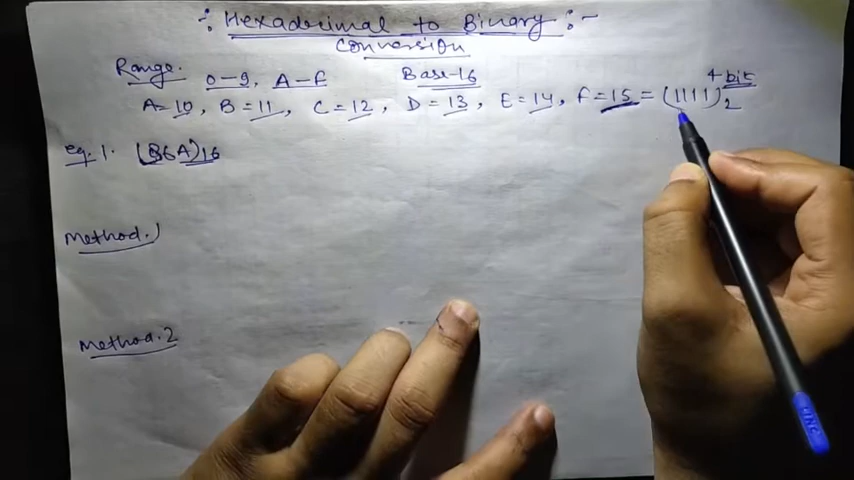 :- Hexadecimal to Binary :-
Conversion
Range. 0-9, A-F Base-16 4 bit
A=10, B=11, C=12, D=13, E=14, F=15 = (1111)2
eg. 1. (B6A)16
Method.1
Method.2